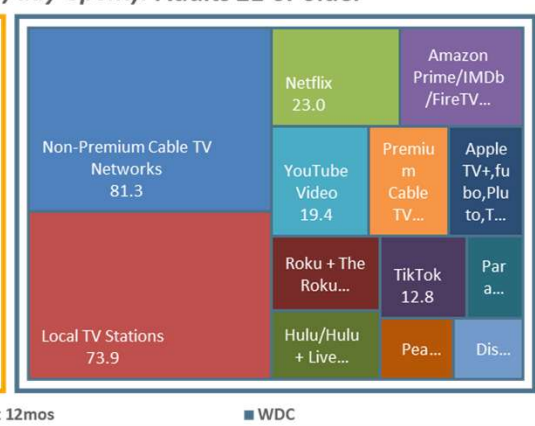 Adults 21 or older
Non-Premium Cable TV
Networks
81.3
Local TV Stations
73.9
Netflix
23.0
Amazon
Prime/IMDb
/FireTV...
YouTube
Video
19.4
Premiu
m
Cable
TV...
Apple
TV+,fu
bo,Plu
to,T...
Roku + The
Roku...
TikTok
12.8
Par
a...
Hulu/Hulu
+ Live...
Pea...
Dis...
12mos
WDC